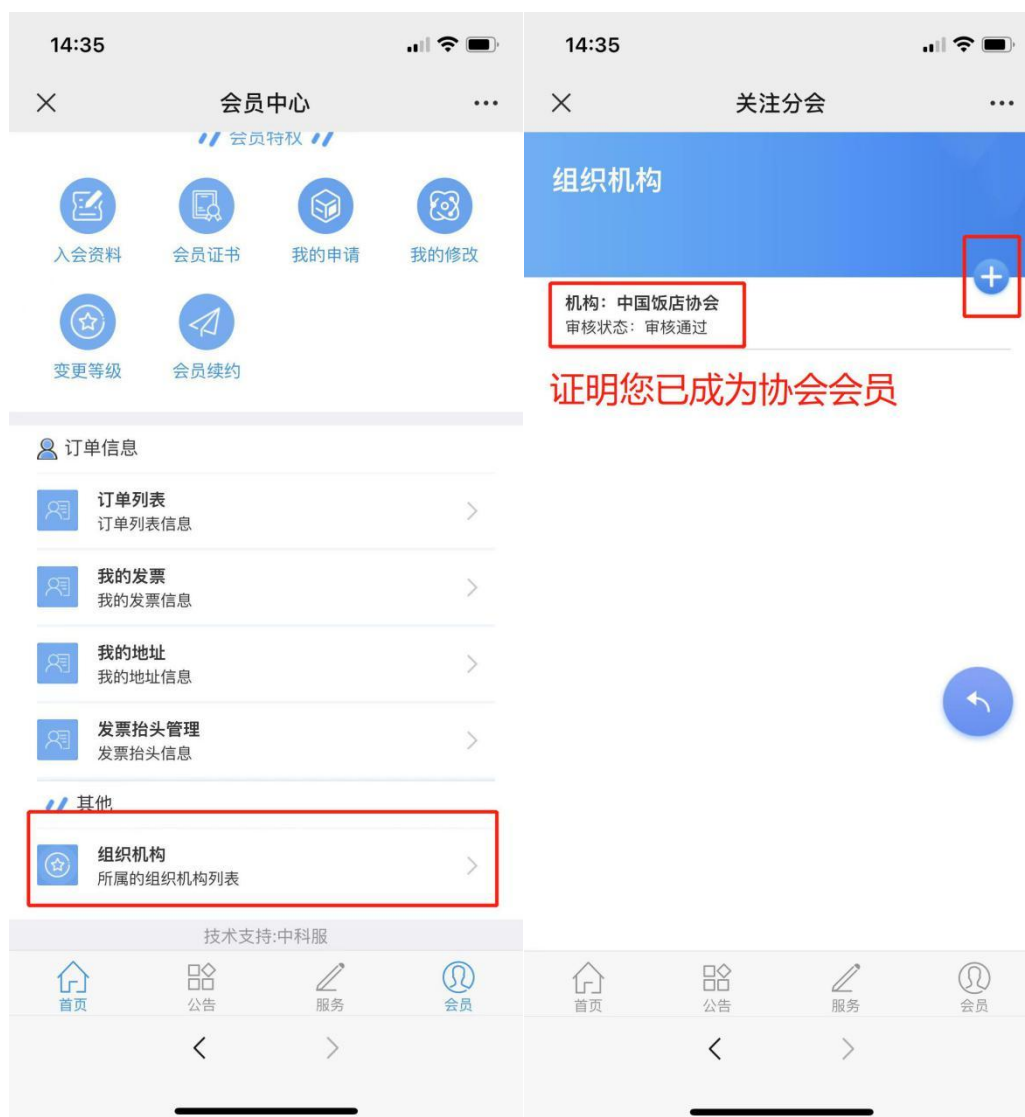 14:35
会员中心
会员特权
入会资料
会员证书
我的申请
我的修改
变更等级
会员续约
订单信息
订单列表
订单列表信息
我的发票
我的发票信息
我的地址
我的地址信息
发票抬头管理
发票抬头信息
其他
组织机构
所属的组织机构列表
技术支持:中科服
首页
公告
服务
会员
14:35
关注分会
组织机构
机构：中国饭店协会
审核状态：审核通过
证明您已成为协会会员
首页
公告
服务
会员